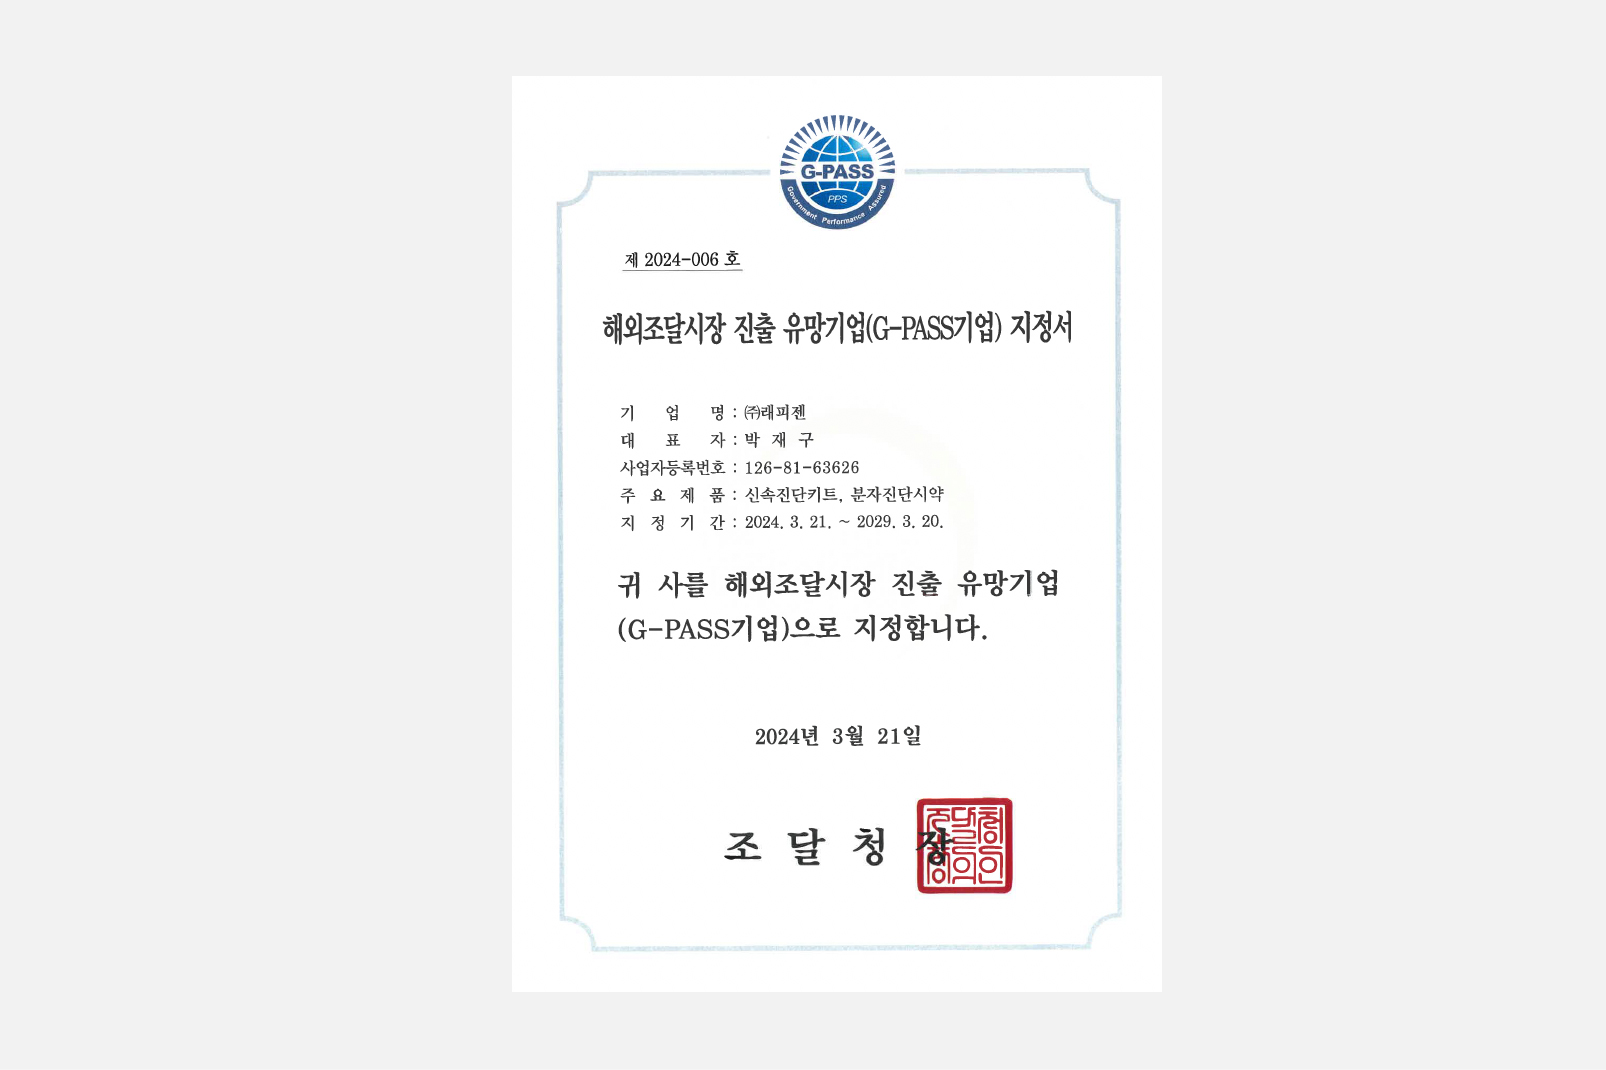 G-PASS
PPS
Government Performance Assured
제 2024-006 호
해외조달시장 진출 유망기업(G-PASS기업) 지정서
기 업 명 : ㈜래피젠
대 표 자 : 박 재 구
사업자등록번호 : 126-81-63626
주 요 제 품 : 신속진단키트, 분자진단시약
지 정 기 간 : 2024. 3. 21. ~ 2029. 3. 20.
귀 사를 해외조달시장 진출 유망기업
(G-PASS기업)으로 지정합니다.
2024년 3월 21일
조 달 청 장